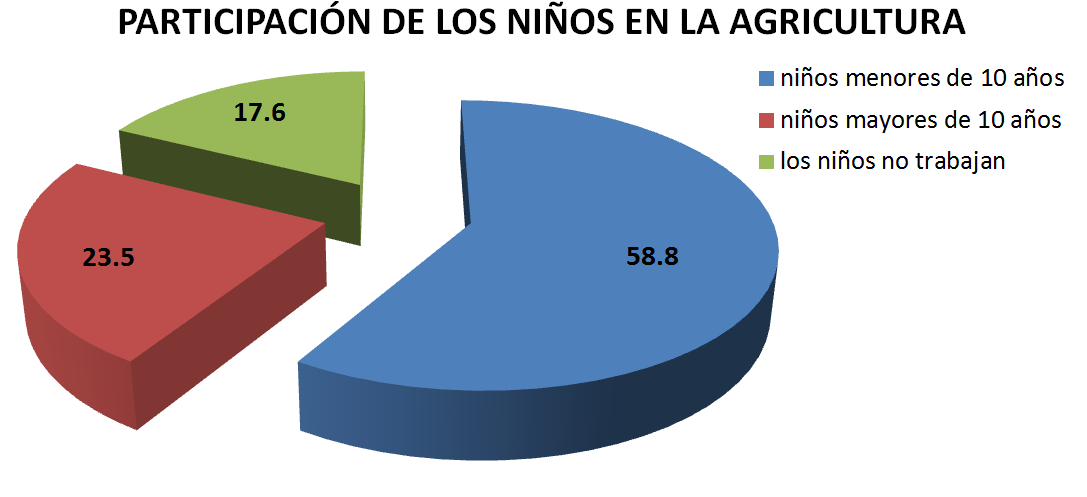 PARTICIPACIÓN DE LOS NIÑOS EN LA AGRICULTURA
niños menores de 10 años
niños mayores de 10 años
los niños no trabajan
17.6
23.5
58.8